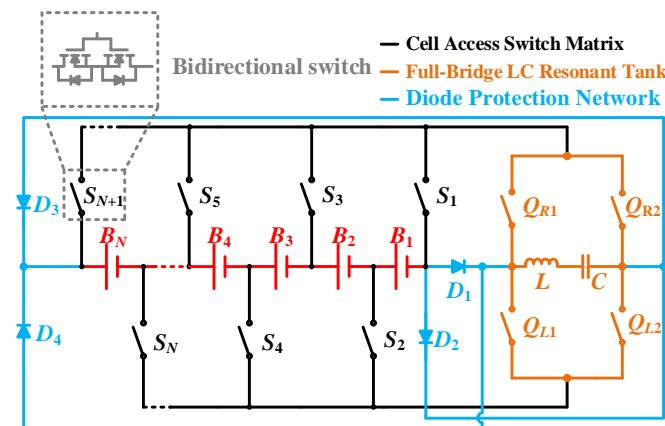 Bidirectional switch
Cell Access Switch Matrix
Full-Bridge LC Resonant Tank
Diode Protection Network
D3
SN+1
S5
S3
S1
QR1
QR2
BN
B4
B3
B2
B1
D1
L
C
D4
SN
S4
S2
D2
QL1
QL2